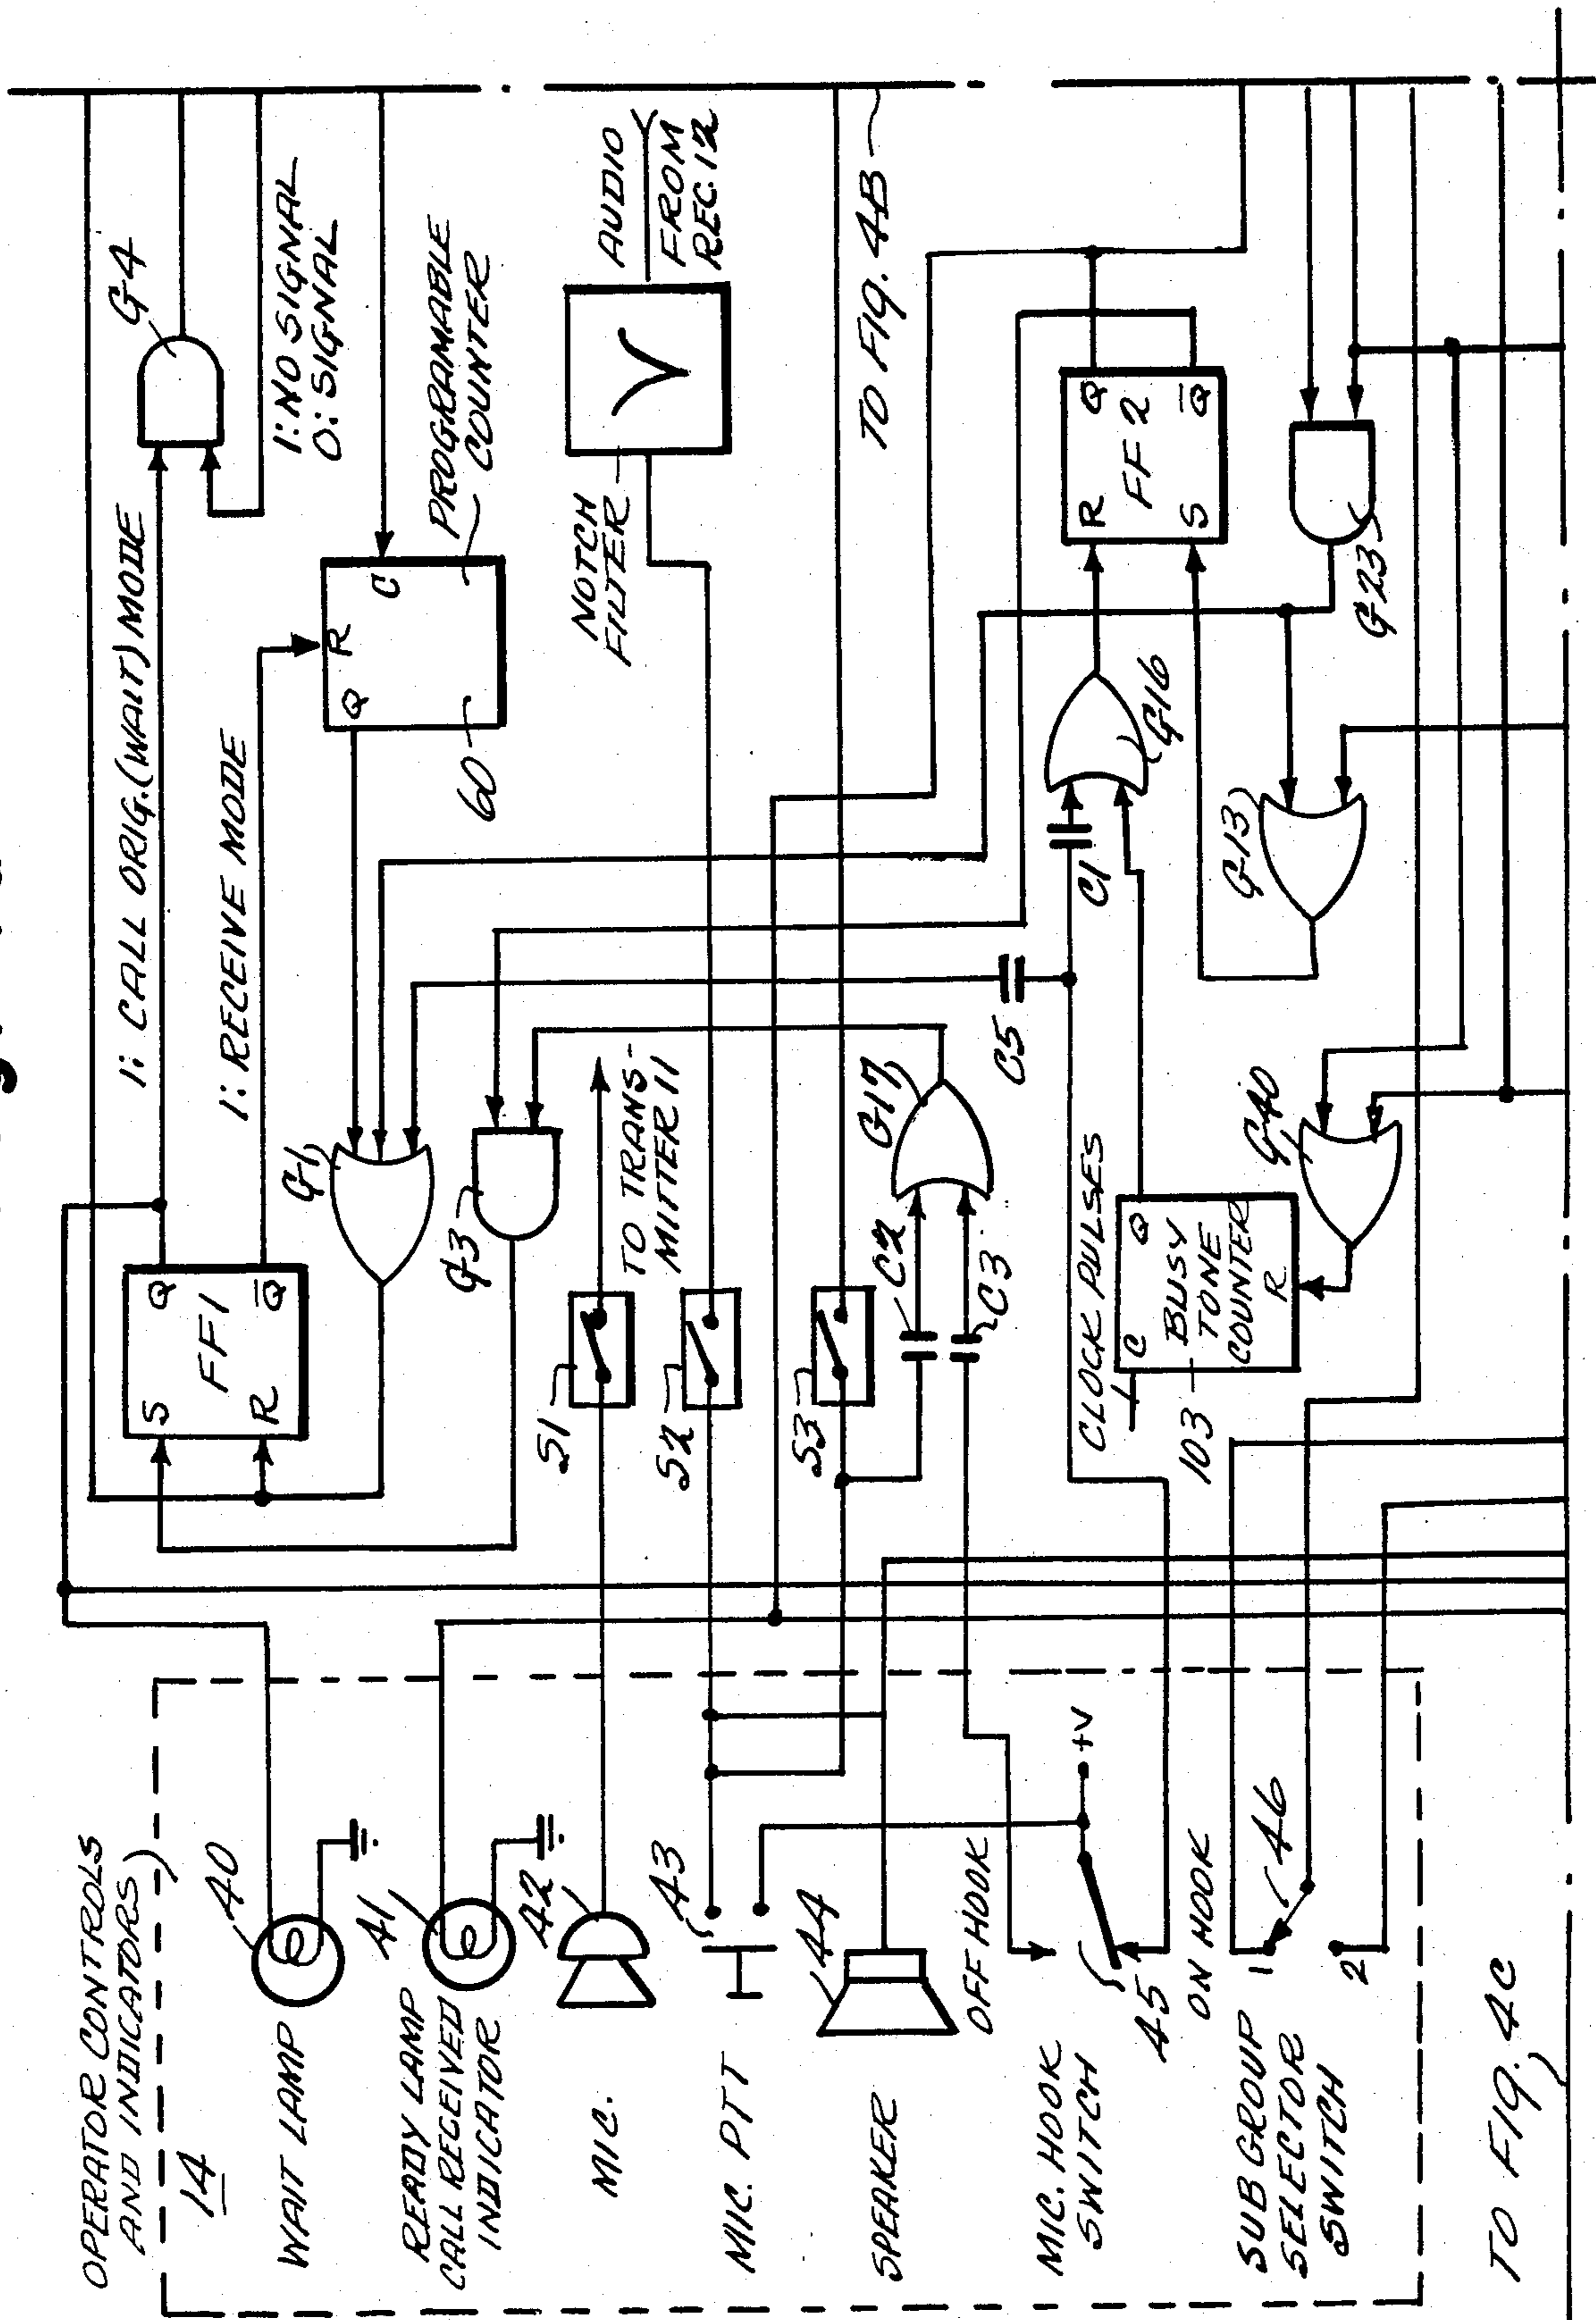 OPERATOR CONTROLS
AND INDICATORS
14
WAIT LAMP
40
READY LAMP
CALL RECEIVED
INDICATOR
41
MIC.
42
MIC. PTT
43
SPEAKER
44
OFF HOOK
MIC. HOOK
SWITCH
+V
45
ON HOOK
SUB GROUP
SELECTOR
SWITCH
1
2
46
TO FIG. 4C
S
Q
FF1
R
Q
1: CALL ORIG. (WAIT) MODE
1: RECEIVE MODE
G4
1: NO SIGNAL
0: SIGNAL
G1
Q
R
C
60
PROGRAMABLE
COUNTER
G3
S1
TO TRANS-
MITTER 11
S2
NOTCH
FILTER
AUDIO
FROM
REC. 12
S3
TO FIG. 4B
C2
C3
G17
C5
CLOCK PULSES
C1
G16
R
Q
FF2
S
Q
103
C
Q
BUSY
TONE
COUNTER
R
G40
G13
G23